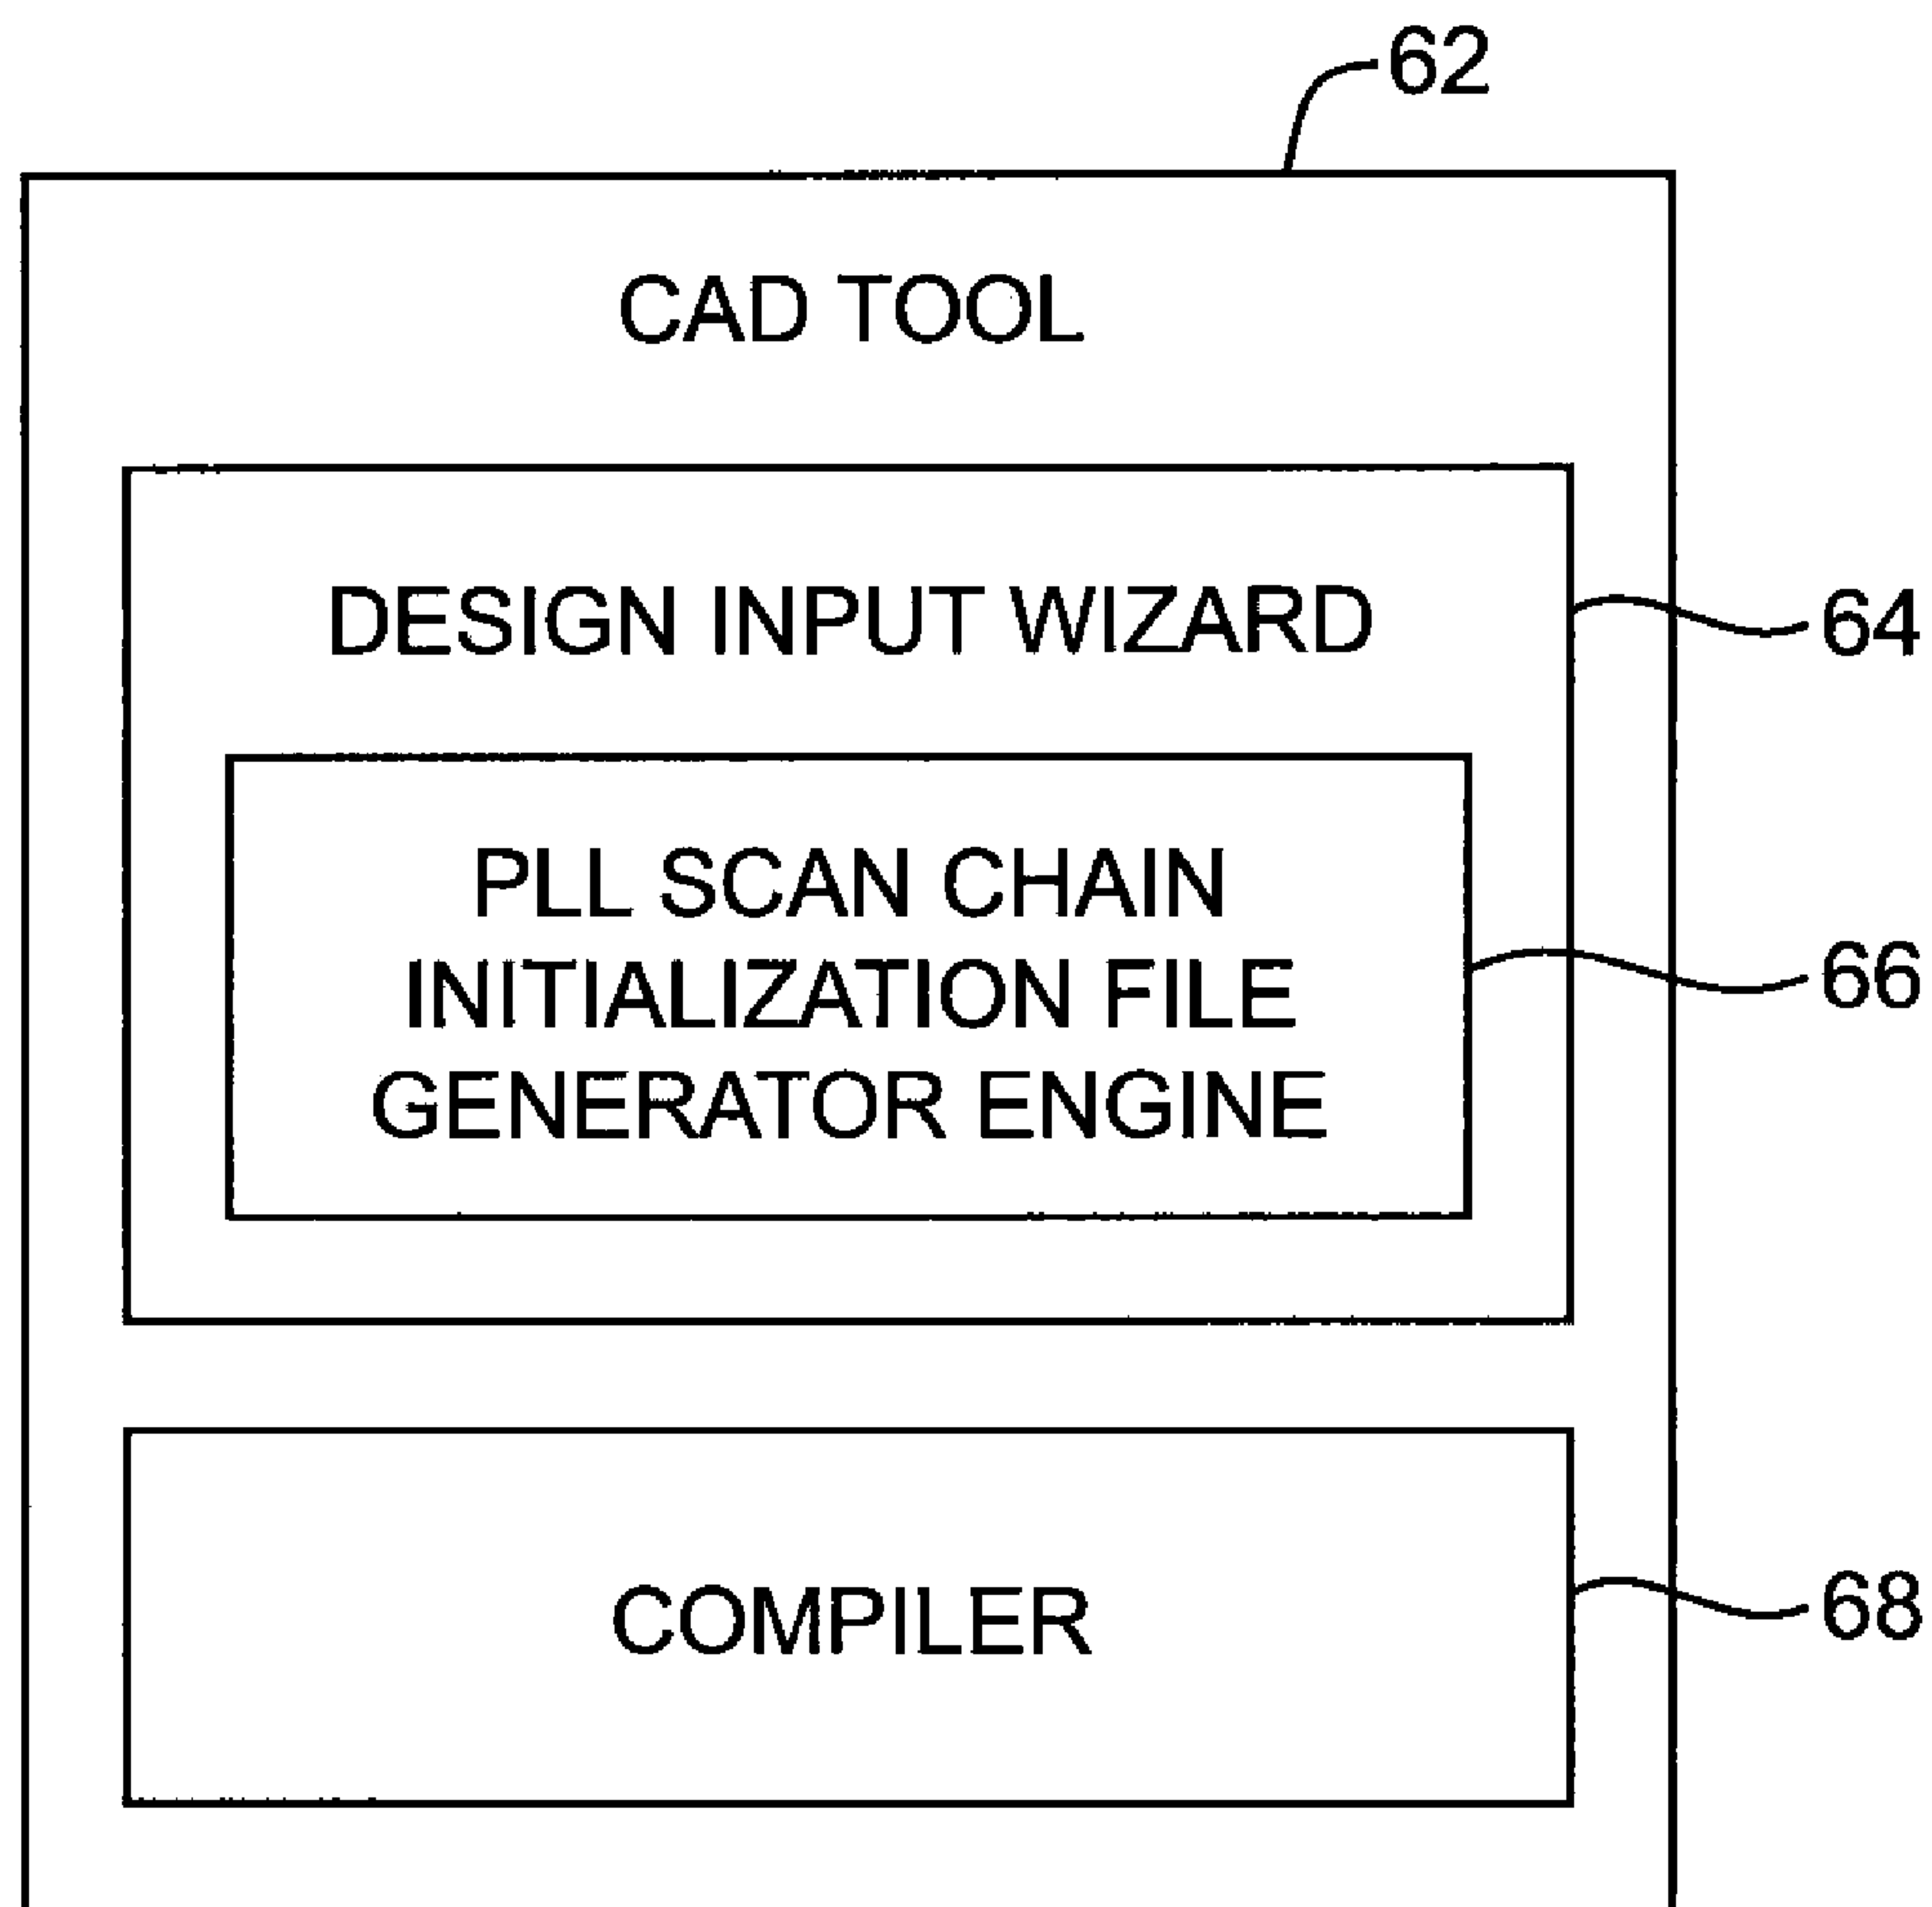 62
CAD TOOL
DESIGN INPUT WIZARD
64
PLL SCAN CHAIN
INITIALIZATION FILE
GENERATOR ENGINE
66
COMPILER
68